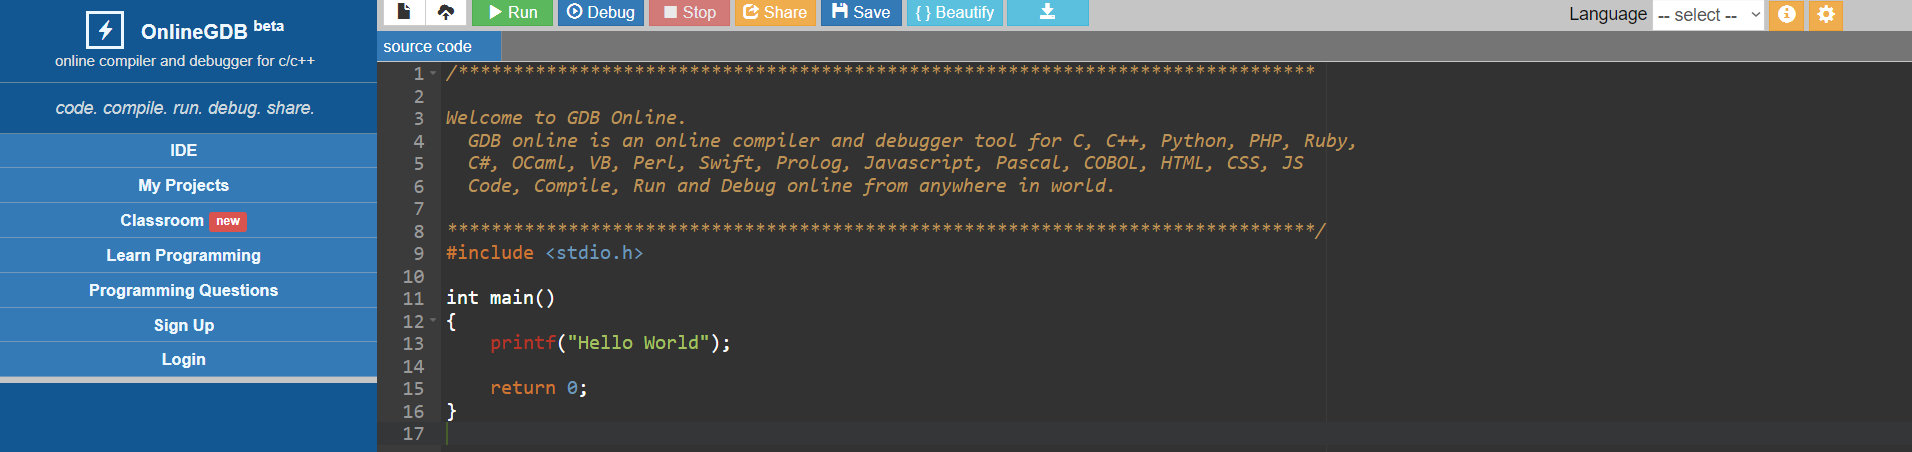 OnlineGDB beta
online compiler and debugger for c/c++
code. compile. run. debug. share.
IDE
My Projects
Classroom new
Learn Programming
Programming Questions
Sign Up
Login
Run Debug Stop Share Save { } Beautify
Language -- select --
source code
1 /******************************************************************************
2
3 Welcome to GDB Online.
4 GDB online is an online compiler and debugger tool for C, C++, Python, PHP, Ruby,
5 C#, OCaml, VB, Perl, Swift, Prolog, Javascript, Pascal, COBOL, HTML, CSS, JS
6 Code, Compile, Run and Debug online from anywhere in world.
7
8 *******************************************************************************/
9 #include <stdio.h>
10
11 int main()
12 {
13 printf("Hello World");
14
15 return 0;
16 }
17